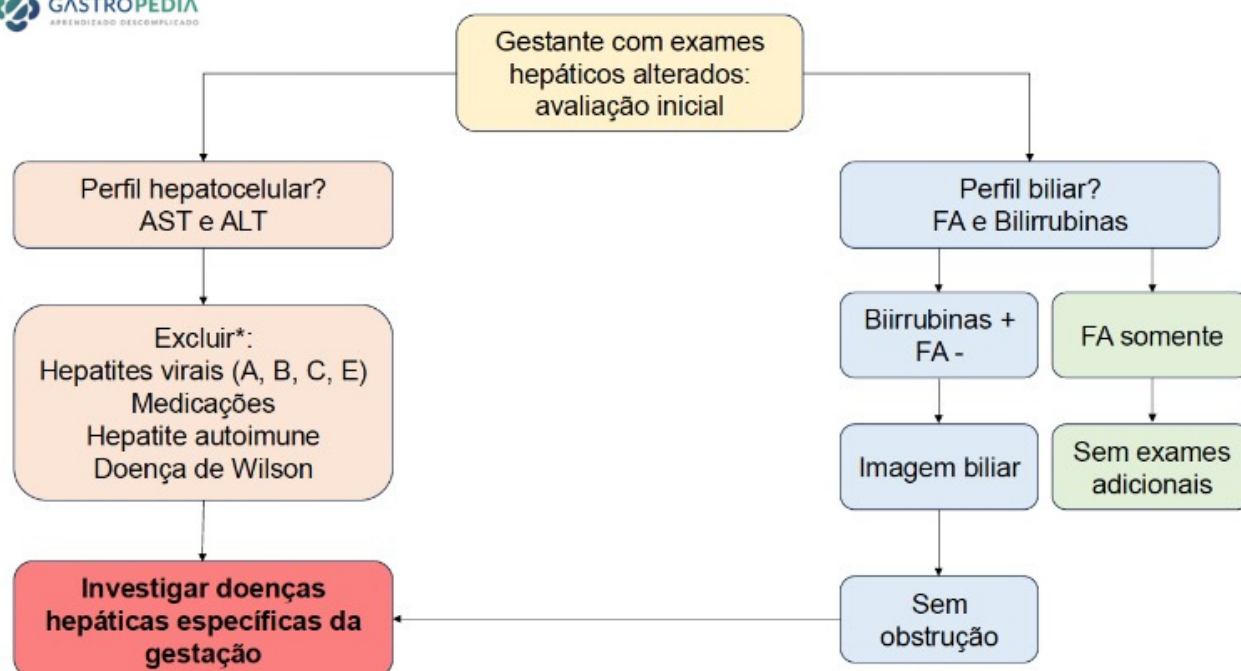 GASTROPEDIA
APRENDIZADO DESCOMPLICADO
Gestante com exames
hepáticos alterados:
avaliação inicial
Perfil hepatocelular?
AST e ALT
Perfil biliar?
FA e Bilirrubinas
Excluir*:
Hepatites virais (A, B, C, E)
Medicações
Hepatite autoimune
Doença de Wilson
Biirrubinas +
FA -
FA somente
Imagem biliar
Sem exames
adicionais
Investigar doenças
hepáticas específicas da
gestação
Sem
obstrução